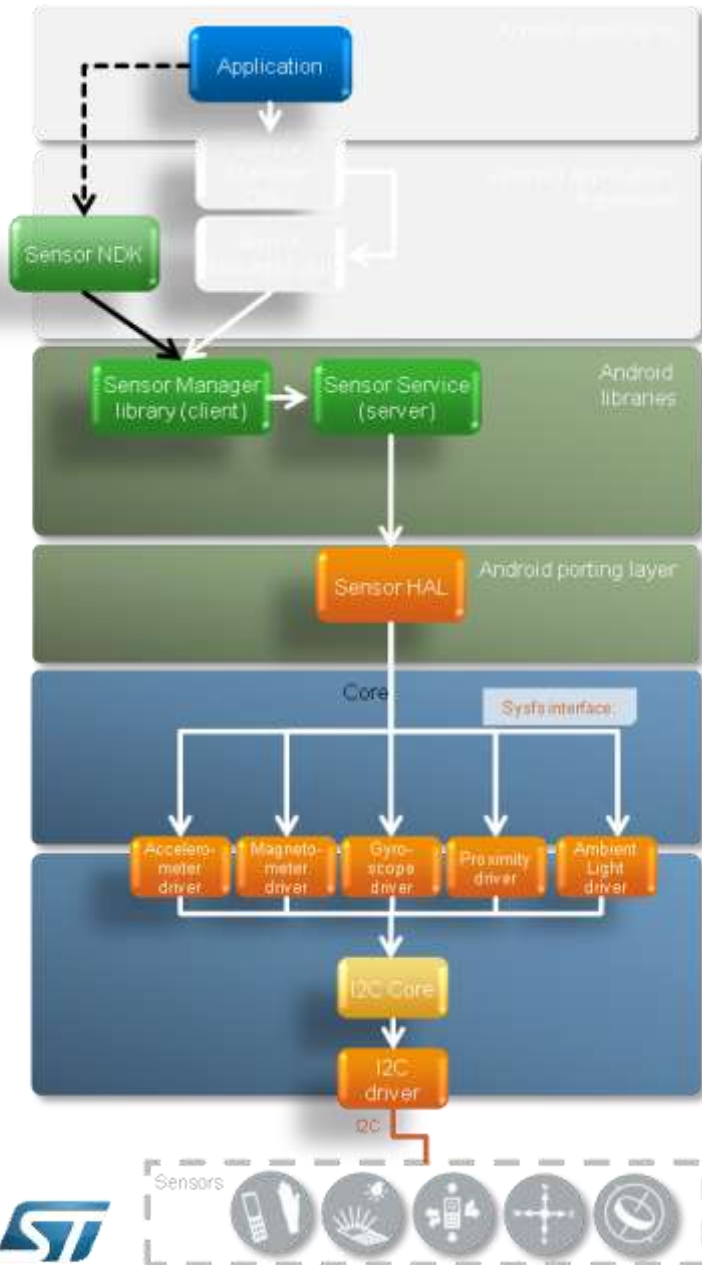 Application
Sensor NDK
Sensor Manager
library (client)
Sensor Service
(server)
Android
libraries
Sensor HAL
Android porting layer
Core
Sysfs interface
Accelero-
meter
driver
Magneto-
meter
driver
Gyro-
scope
driver
Proximity
driver
Ambient
Light
driver
I2C Core
I2C
driver
I2C
Sensors
ST